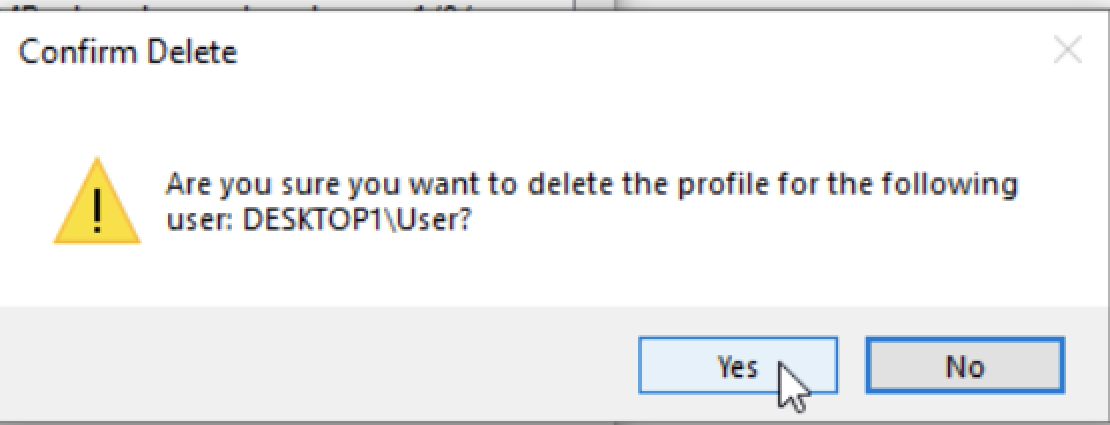 Confirm Delete
Are you sure you want to delete the profile for the following
user: DESKTOP1\User?
Yes
No